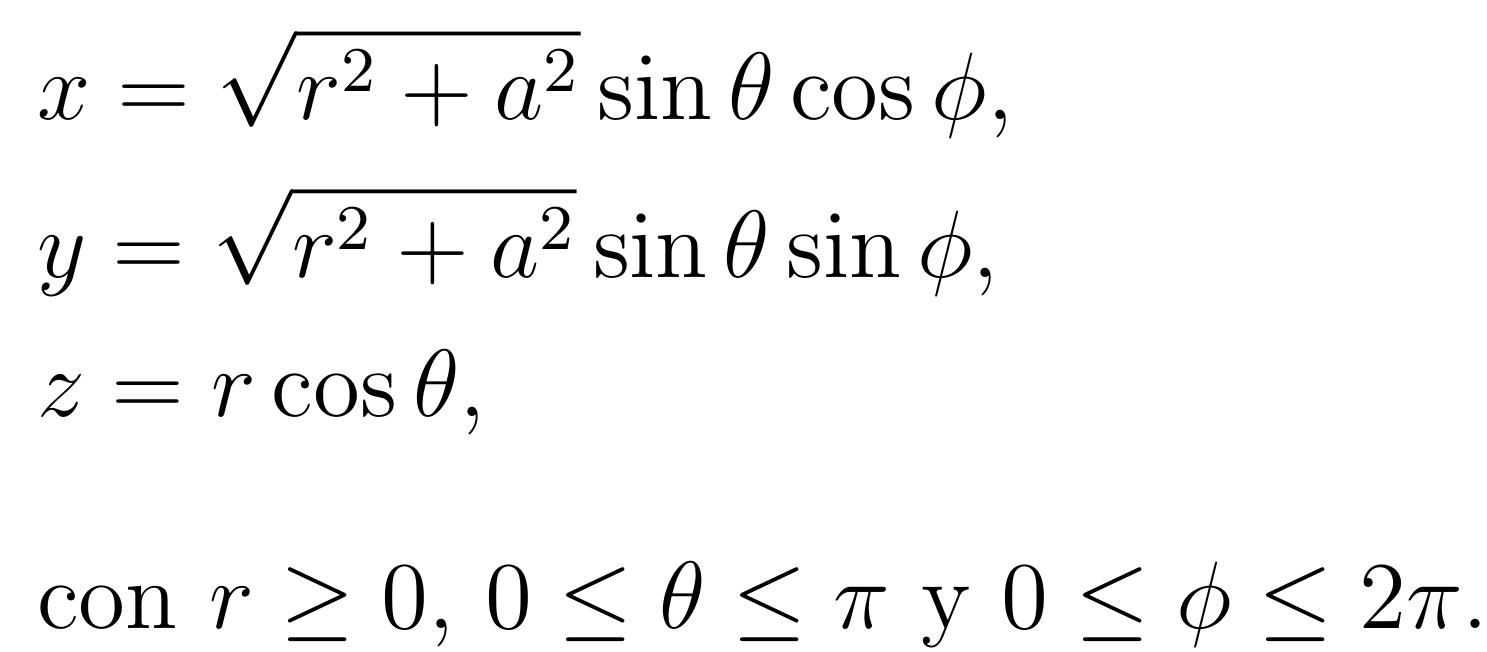 x = √(r² + a²) sin θ cos ϕ,
y = √(r² + a²) sin θ sin ϕ,
z = r cos θ,
con r ≥ 0, 0 ≤ θ ≤ π y 0 ≤ ϕ ≤ 2π.